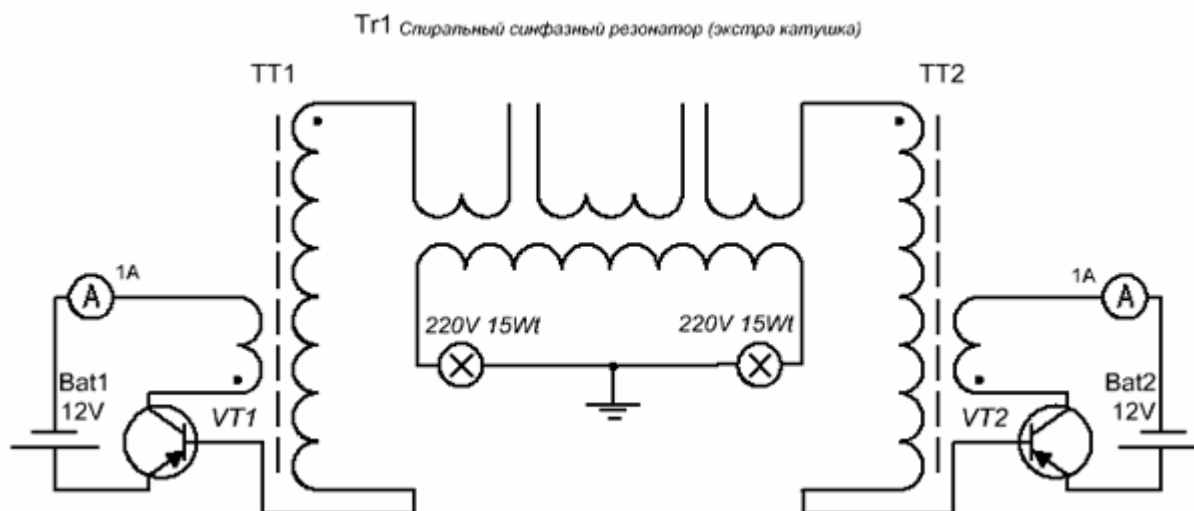 Tr1 Спиральный синфазный резонатор (экстра катушка)
TT1
TT2
1A
A
1A
A
220V 15Wt
220V 15Wt
Bat1
12V
VT1
VT2
Bat2
12V